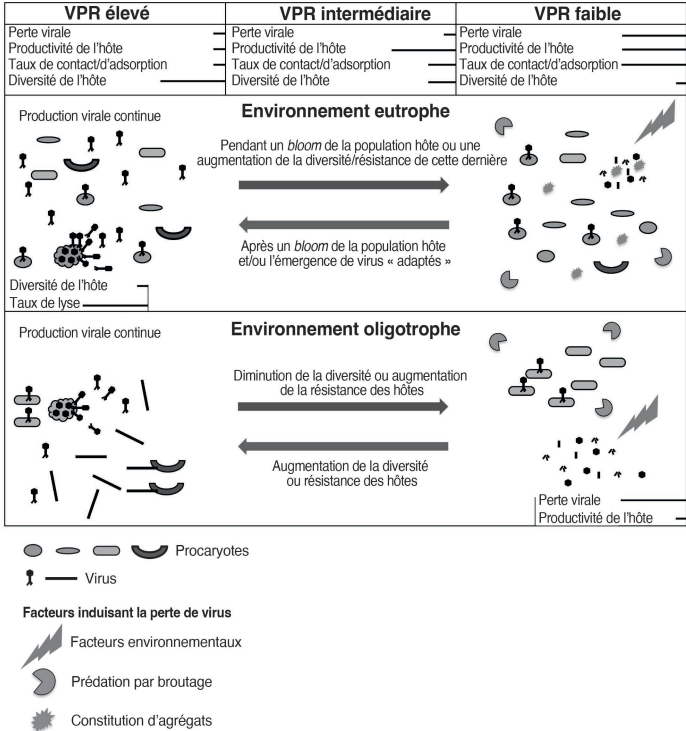 VPR élevé
Perte virale
Productivité de l'hôte
Taux de contact/d'adsorption
Diversité de l'hôte
VPR intermédiaire
Perte virale
Productivité de l'hôte
Taux de contact/d'adsorption
Diversité de l'hôte
VPR faible
Perte virale
Productivité de l'hôte
Taux de contact/d'adsorption
Diversité de l'hôte
Production virale continue
Environnement eutrophe
Pendant un bloom de la population hôte ou une
augmentation de la diversité/résistance de cette dernière
Après un bloom de la population hôte
et/ou l'émergence de virus « adaptés »
Diversité de l'hôte
Taux de lyse
Production virale continue
Environnement oligotrophe
Diminution de la diversité ou augmentation
de la résistance des hôtes
Augmentation de la diversité
ou résistance des hôtes
Perte virale
Productivité de l'hôte
Procaryotes
Virus
Facteurs induisant la perte de virus
Facteurs environnementaux
Prédation par broutage
Constitution d'agrégats